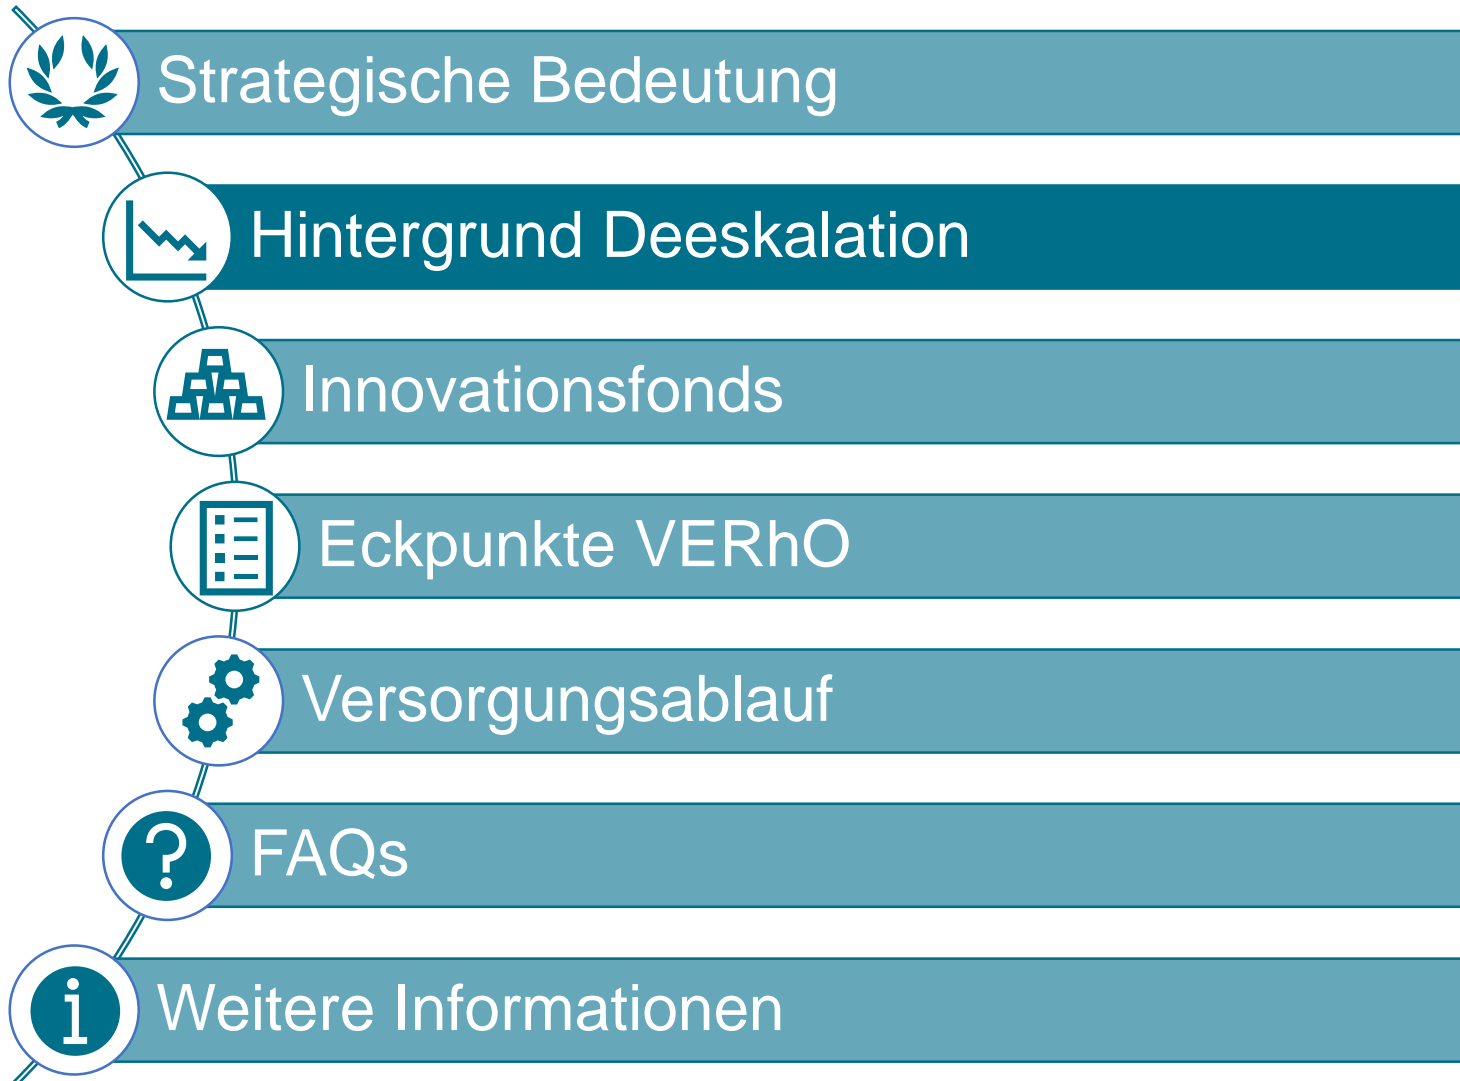 Strategische Bedeutung
Hintergrund Deeskalation
Innovationsfonds
Eckpunkte VERhO
Versorgungsablauf
FAQs
Weitere Informationen